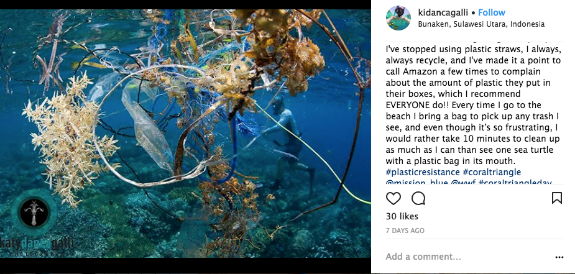 kidancagalli • Follow
Bunaken, Sulawesi Utara, Indonesia
I've stopped using plastic straws, I always,
always recycle, and I've made it a point to
call Amazon a few times to complain
about the amount of plastic they put in
their boxes, which I recommend
EVERYONE do!! Every time I go to the
beach I bring a bag to pick up any trash I
see, and even though it's so frustrating, I
would rather take 10 minutes to clean up
as much as I can than see one sea turtle
with a plastic bag in its mouth.
#plasticresistance #coraltriangle
@mission_blue @wwf #coraltriangleday
30 likes
7 DAYS AGO
Add a comment...